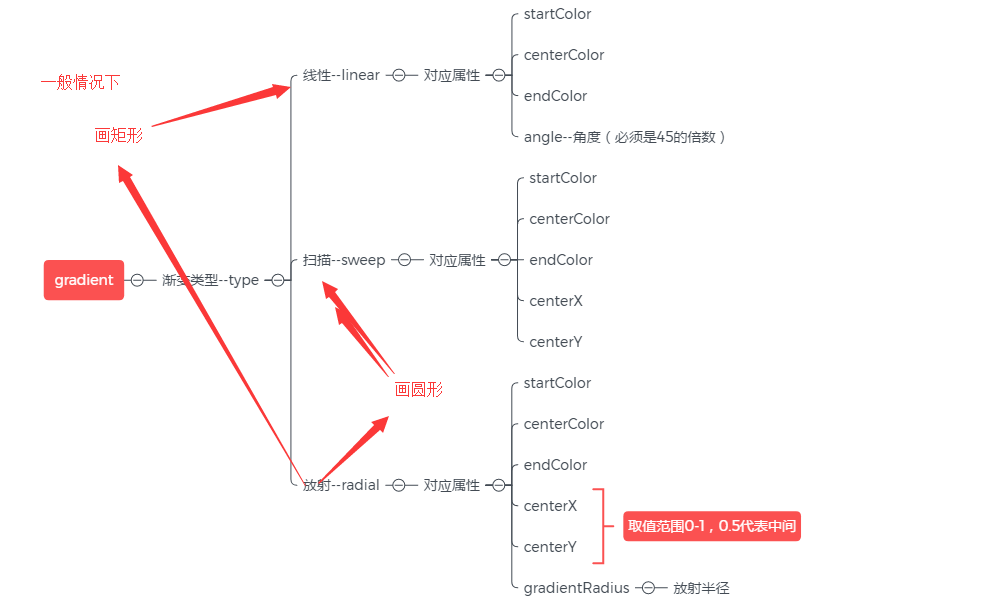 startColor
centerColor
一般情况下
线性--linear
对应属性
endColor
画矩形
angle--角度（必须是45的倍数）
startColor
centerColor
gradient
渐变类型--type
扫描--sweep
对应属性
endColor
centerX
centerY
画圆形
startColor
centerColor
endColor
放射--radial
对应属性
centerX
取值范围0-1，0.5代表中间
centerY
gradientRadius
放射半径